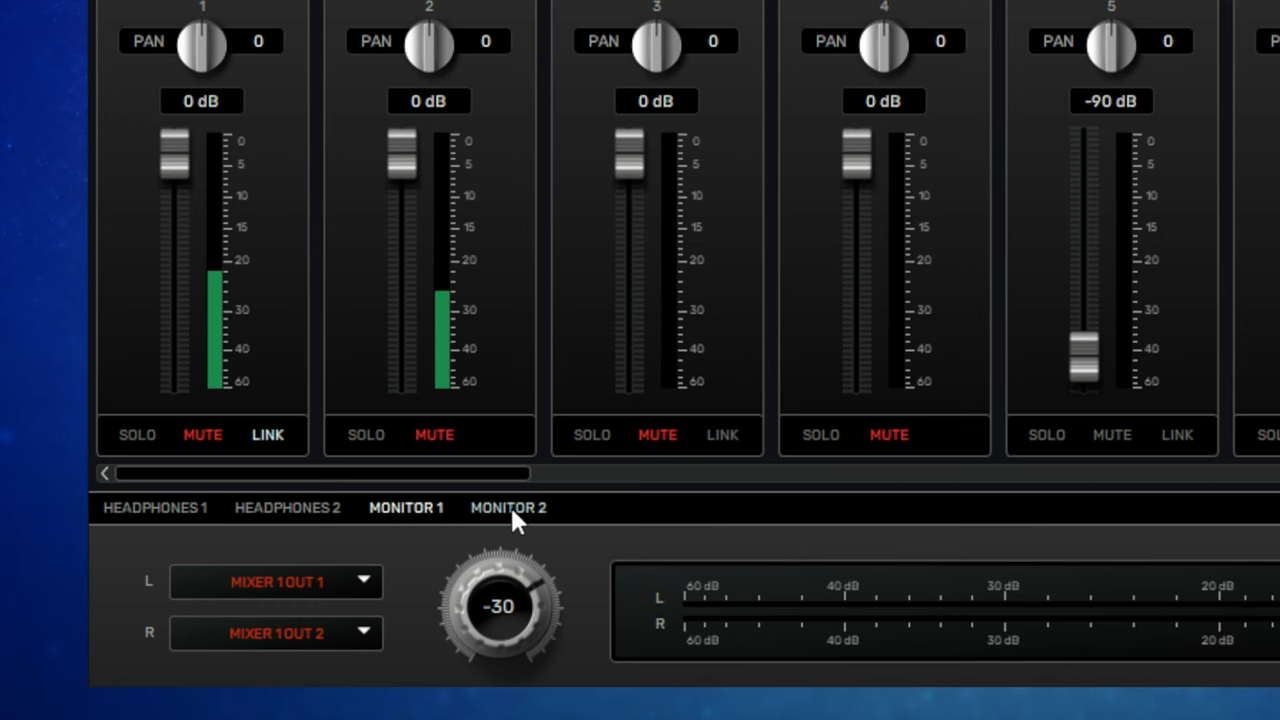 1 2 3 4 5
PAN 0 PAN 0 PAN 0 PAN 0 PAN 0 P
0 dB 0 dB 0 dB 0 dB -90 dB
0 0 0 0 0
5 5 5 5 5
10 10 10 10 10
15 15 15 15 15
20 20 20 20 20
30 30 30 30 30
40 40 40 40 40
60 60 60 60 60
SOLO MUTE LINK SOLO MUTE SOLO MUTE LINK SOLO MUTE SOLO MUTE LINK SOL
HEADPHONES 1 HEADPHONES 2 MONITOR 1 MONITOR 2
L MIXER 1 OUT 1
R MIXER 1 OUT 2
-30
60 dB 40 dB 30 dB 20 dB
L
R
60 dB 40 dB 30 dB 20 dB